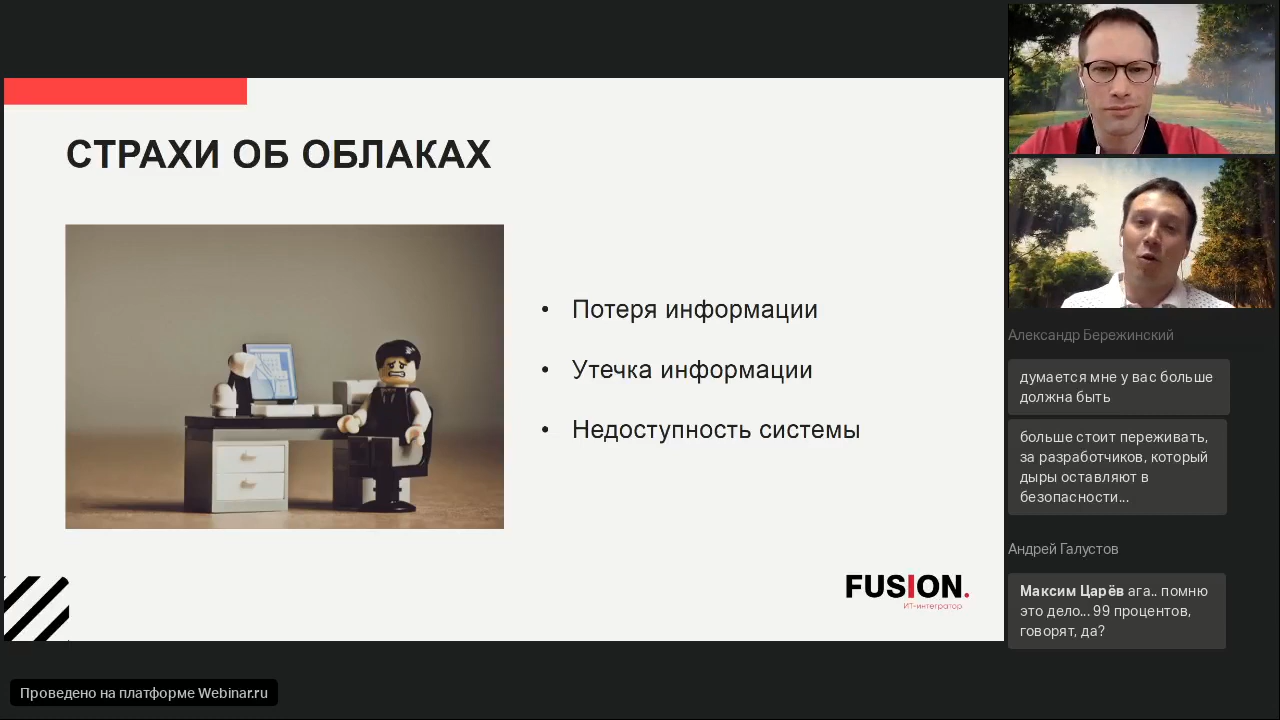 СТРАХИ ОБ ОБЛАКАХ
• Потеря информации
• Утечка информации
• Недоступность системы
FUSION.
ИТ-интегратор
Александр Бережинский
думается мне у вас больше
должна быть
больше стоит переживать,
за разработчиков, который
дыры оставляют в
безопасности...
Андрей Галустов
Максим Царёв ага.. помню
это дело... 99 процентов,
говорят, да?
Проведено на платформе Webinar.ru